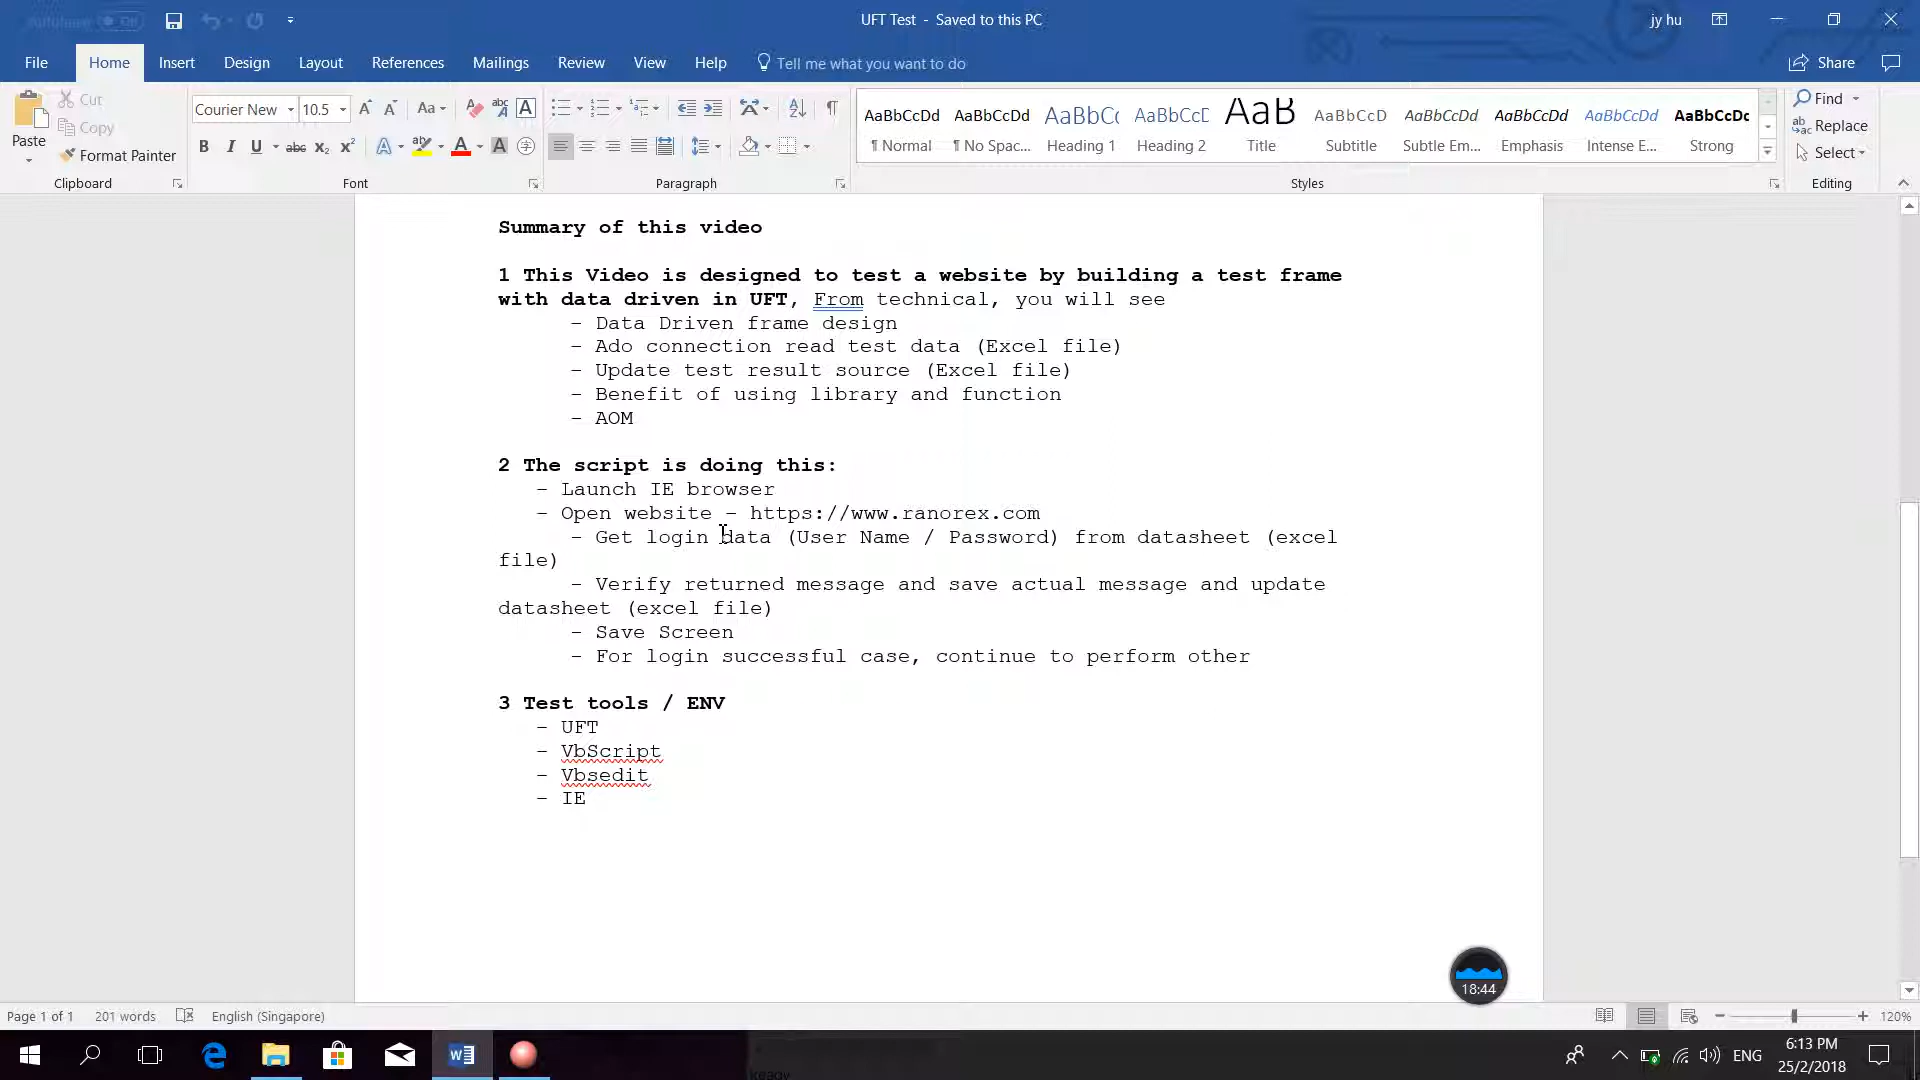 UFT Test - Saved to this PC
jy hu
File Home Insert Design Layout References Mailings Review View Help Tell me what you want to do
Share
Paste
Cut
Copy
Format Painter
Clipboard
Courier New 10.5
Font
Paragraph
AaBbCcDd AaBbCcDd AaBbCc AaBbCcD AaB AaBbCcD AaBbCcDd AaBbCcDd AaBbCcDd AaBbCcDc
¶ Normal ¶ No Spac... Heading 1 Heading 2 Title Subtitle Subtle Em... Emphasis Intense E... Strong
Styles
Find
Replace
Select
Editing
Summary of this video
1 This Video is designed to test a website by building a test frame
with data driven in UFT, From technical, you will see
- Data Driven frame design
- Ado connection read test data (Excel file)
- Update test result source (Excel file)
- Benefit of using library and function
- AOM
2 The script is doing this:
- Launch IE browser
- Open website - https://www.ranorex.com
- Get login data (User Name / Password) from datasheet (excel
file)
- Verify returned message and save actual message and update
datasheet (excel file)
- Save Screen
- For login successful case, continue to perform other
3 Test tools / ENV
- UFT
- VbScript
- Vbsedit
- IE
18:44
Page 1 of 1 201 words English (Singapore)
120%
ENG
6:13 PM
25/2/2018